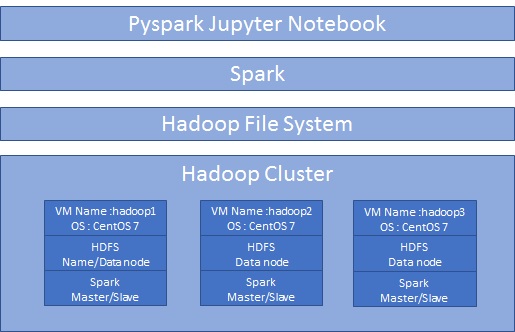 Pyspark Jupyter Notebook
Spark
Hadoop File System
Hadoop Cluster
VM Name :hadoop1
OS : CentOS 7
HDFS
Name/Datanode
Spark
Master/Slave
VM Name :hadoop2
OS : CentOS 7
HDFS
Data node
Spark
Master/Slave
VM Name :hadoop3
OS : CentOS 7
HDFS
Data node
Spark
Master/Slave